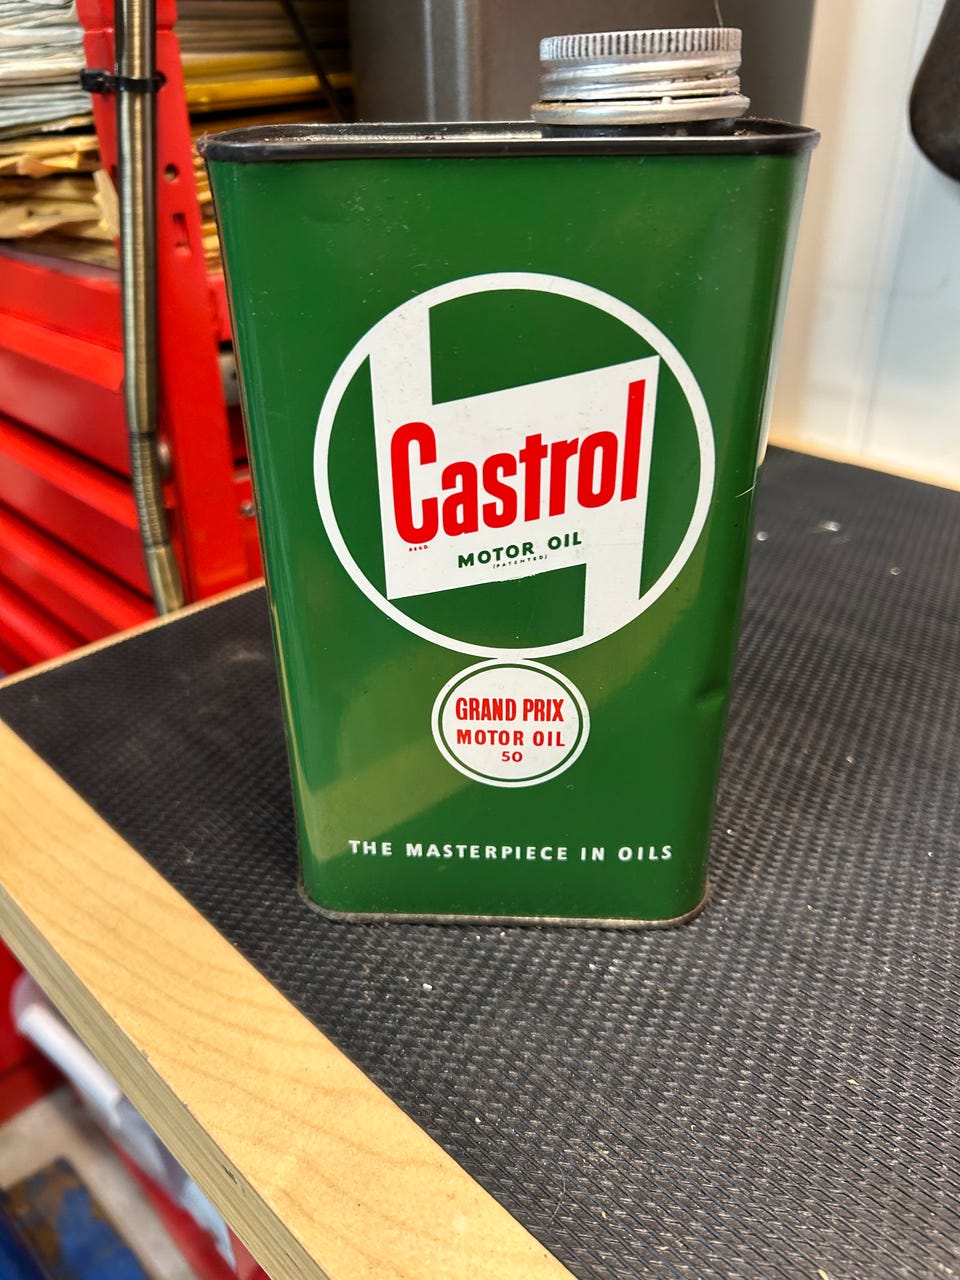 Castrol
REGD.
MOTOR OIL
(PATENTED)
GRAND PRIX
MOTOR OIL
50
THE MASTERPIECE IN OILS